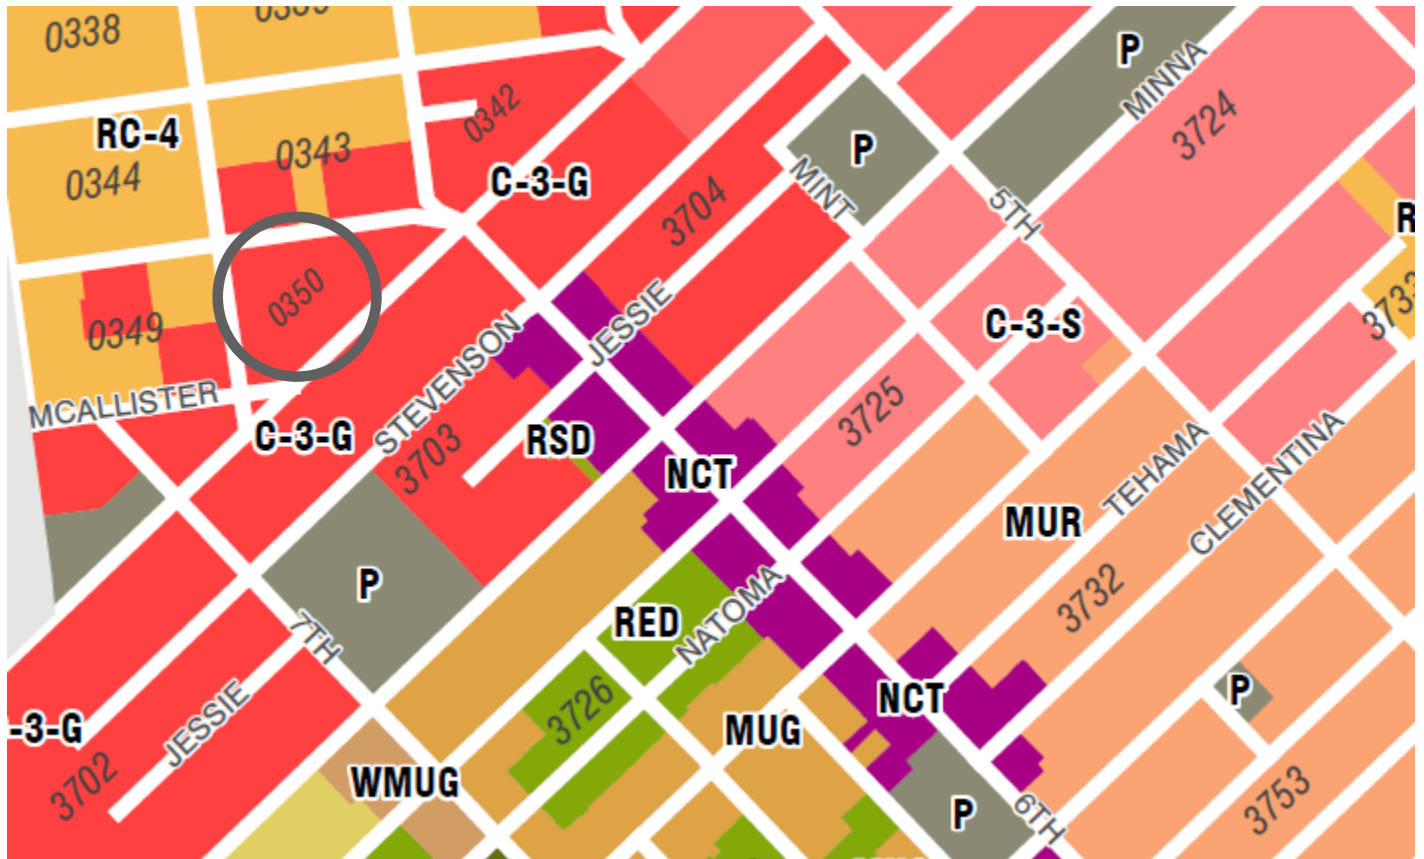 0338
RC-4
0344
0343
0342
C-3-G
0350
0349
MCALLISTER
C-3-G
STEVENSON
3703
JESSIE
RSD
3704
MINT
P
P
MINNA
3724
5TH
C-3-S
R
3733
3725
NCT
MUR
TEHAMA
CLEMENTINA
3732
P
7TH
JESSIE
-3-G
3702
RED
NATOMA
3726
MUG
WMUG
NCT
P
P
6TH
3753